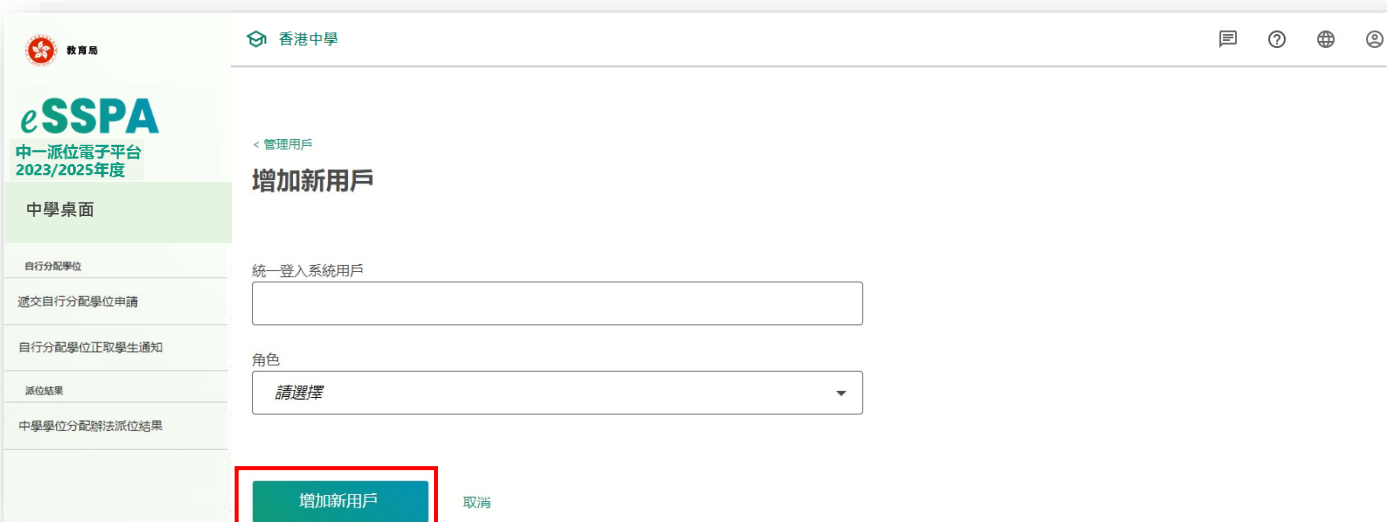 教育局
eSSPA
中一派位電子平台
2023/2025年度
中學桌面
自行分配學位
遞交自行分配學位申請
自行分配學位正取學生通知
派位結果
中學學位分配辦法派位結果
香港中學
< 管理用戶
增加新用戶
統一登入系統用戶
角色
請選擇
增加新用戶
取消